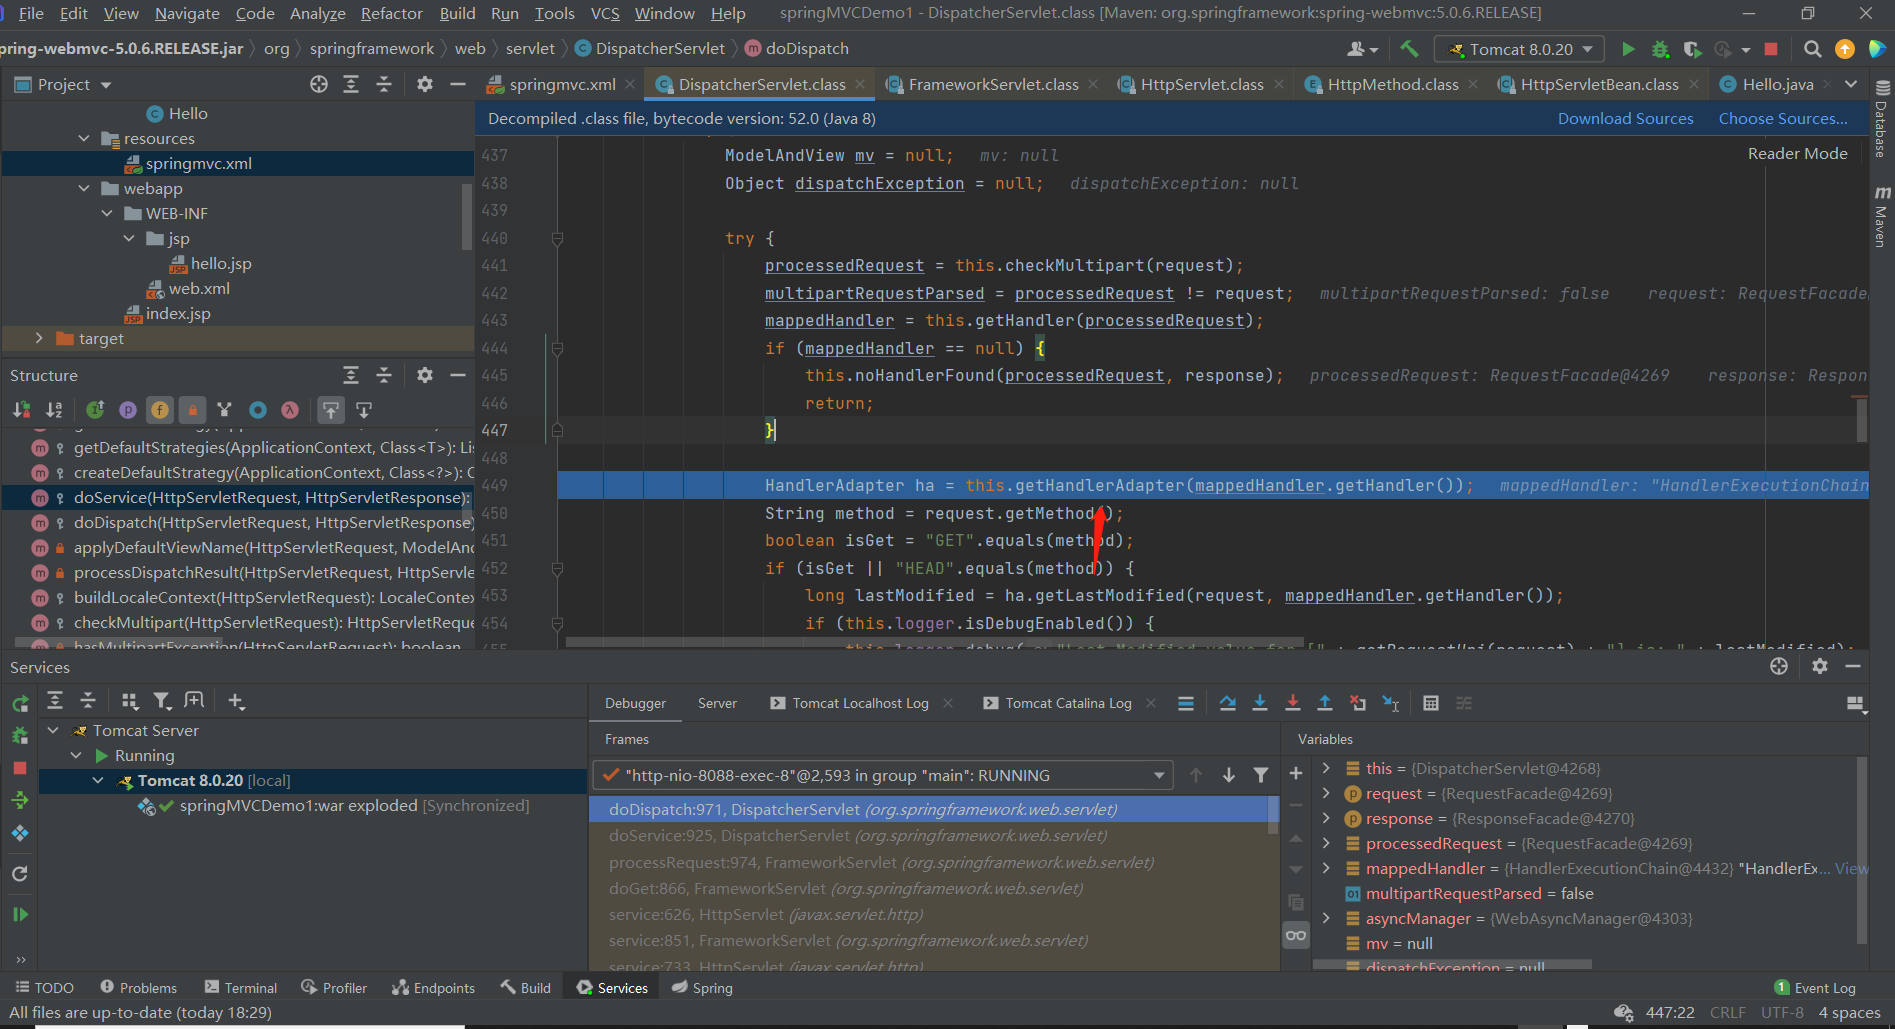 File Edit View Navigate Code Analyze Refactor Build Run Tools VCS Window Help springMVCDemo1 - DispatcherServlet.class [Maven: org.springframework:spring-webmvc:5.0.6.RELEASE]
pring-webmvc-5.0.6.RELEASE.jar org springframework web servlet DispatcherServlet doDispatch Tomcat 8.0.20
Project springmvc.xml DispatcherServlet.class FrameworkServlet.class HttpServlet.class HttpMethod.class HttpServletBean.class Hello.java
Hello
resources
springmvc.xml
webapp
WEB-INF
jsp
hello.jsp
web.xml
index.jsp
target
Decompiled .class file, bytecode version: 52.0 (Java 8) Download Sources Choose Sources...
Reader Mode
437 ModelAndView mv = null; mv: null
438 Object dispatchException = null; dispatchException: null
439
440 try {
441 processedRequest = this.checkMultipart(request);
442 multipartRequestParsed = processedRequest != request; multipartRequestParsed: false request: RequestFacade
443 mappedHandler = this.getHandler(processedRequest);
444 if (mappedHandler == null) {
445 this.noHandlerFound(processedRequest, response); processedRequest: RequestFacade@4269 response: Respon
446 return;
447 }
448
449 HandlerAdapter ha = this.getHandlerAdapter(mappedHandler.getHandler()); mappedHandler: "HandlerExecutionChain
450 String method = request.getMethod();
451 boolean isGet = "GET".equals(method);
452 if (isGet || "HEAD".equals(method)) {
453 long lastModified = ha.getLastModified(request, mappedHandler.getHandler());
454 if (this.logger.isDebugEnabled()) {
455 this.logger.debug( "Last-Modified value for [" + getRequestUri(request) + "] is: " + lastModified);
Database
Maven
Structure
getDefaultStrategies(ApplicationContext, Class<T>): Li
createDefaultStrategy(ApplicationContext, Class<?>): O
doService(HttpServletRequest, HttpServletResponse):
doDispatch(HttpServletRequest, HttpServletResponse)
applyDefaultViewName(HttpServletRequest, ModelAn
processDispatchResult(HttpServletRequest, HttpServle
buildLocaleContext(HttpServletRequest): LocaleContex
checkMultipart(HttpServletRequest): HttpServletReque
hasMultipartException(HttpServletRequest): boolean
Services
Tomcat Server
Running
Tomcat 8.0.20 [local]
springMVCDemo1:war exploded [Synchronized]
Debugger Server Tomcat Localhost Log Tomcat Catalina Log
Frames
"http-nio-8088-exec-8"@2,593 in group "main": RUNNING
doDispatch:971, DispatcherServlet (org.springframework.web.servlet)
doService:925, DispatcherServlet (org.springframework.web.servlet)
processRequest:974, FrameworkServlet (org.springframework.web.servlet)
doGet:866, FrameworkServlet (org.springframework.web.servlet)
service:626, HttpServlet (javax.servlet.http)
service:851, FrameworkServlet (org.springframework.web.servlet)
service:733, HttpServlet (javax.servlet.http)
Variables
this = {DispatcherServlet@4268}
request = {RequestFacade@4269}
response = {ResponseFacade@4270}
processedRequest = {RequestFacade@4269}
mappedHandler = {HandlerExecutionChain@4432} "HandlerEx... View
multipartRequestParsed = false
asyncManager = {WebAsyncManager@4303}
mv = null
dispatchException = null
TODO Problems Terminal Profiler Endpoints Build Services Spring 1 Event Log
All files are up-to-date (today 18:29) 447:22 CRLF UTF-8 4 spaces